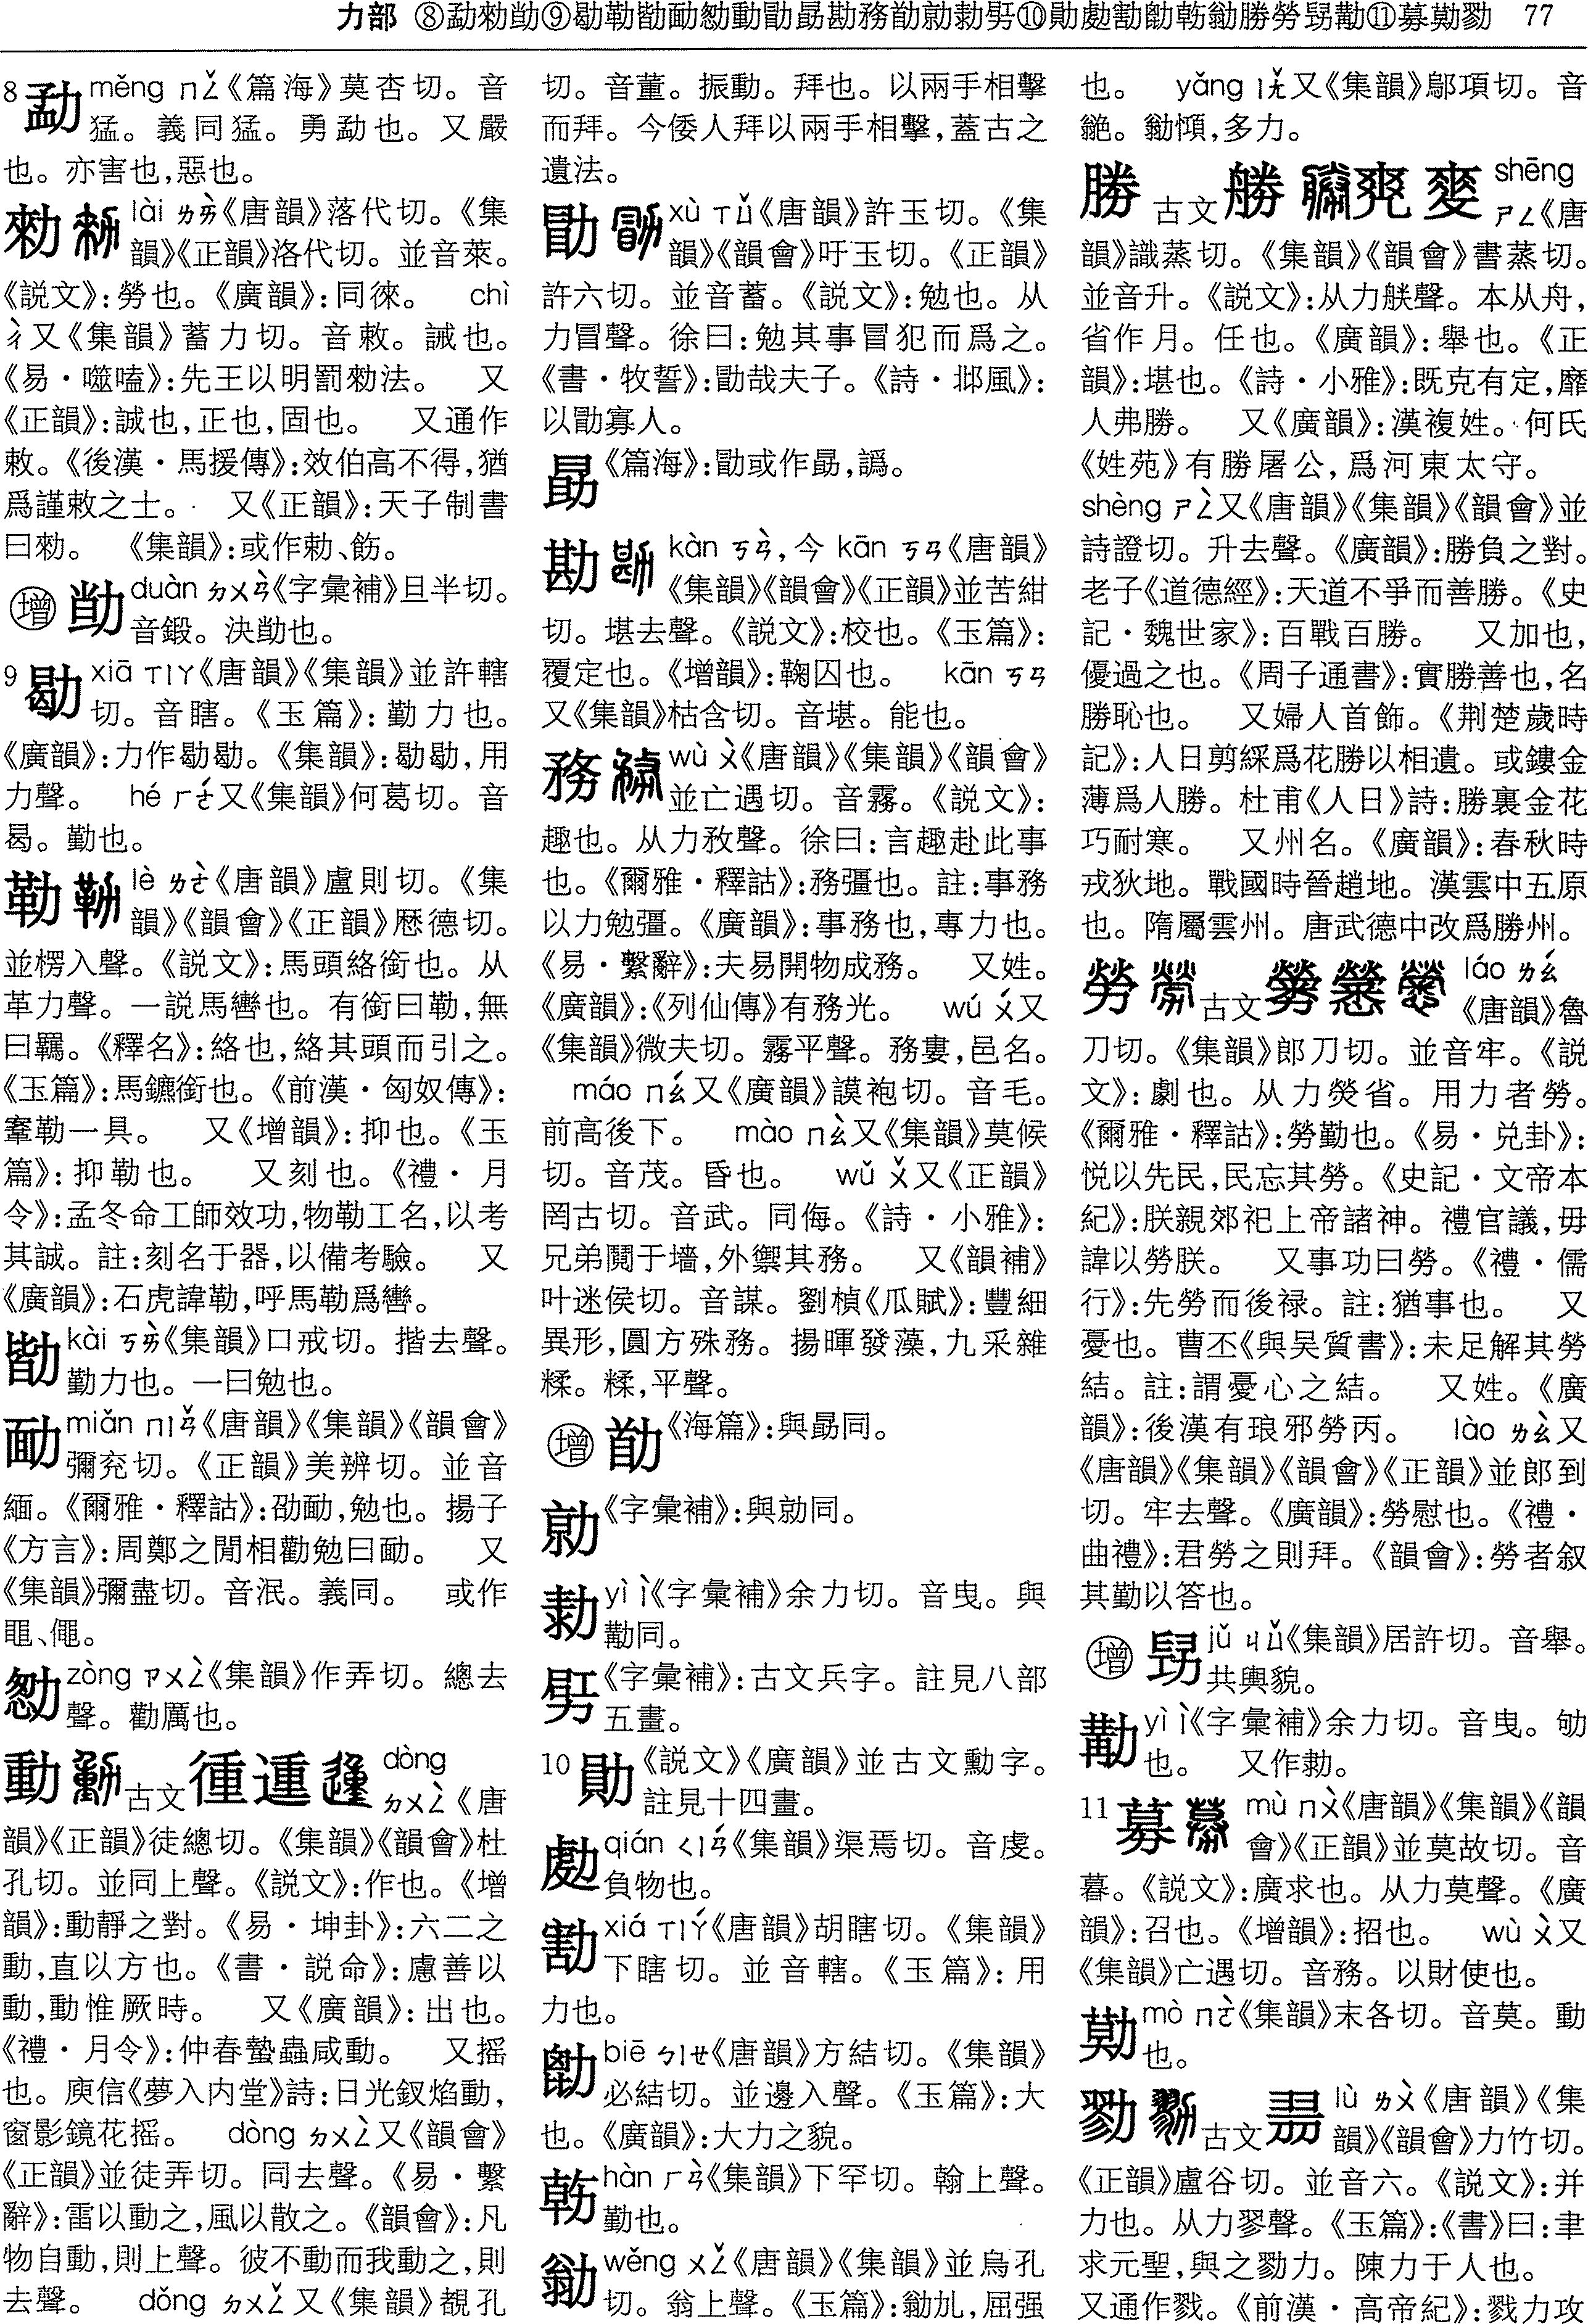 力部 ⑧勐勑勏⑨勂勒勓勔勜動勖勗勘務勛⑩勝勞⑪募勠 77
8 勐 měng ㄇㄥˇ《篇海》莫杏切。音
猛。義同猛。勇勐也。又嚴
也。亦害也,惡也。
勑 lài ㄌㄞˋ《唐韻》落代切。《集
韻》《正韻》洛代切。並音萊。
《説文》:勞也。《廣韻》:同徠。 chì
ㄔˋ又《集韻》蓄力切。音敕。誡也。
《易·噬嗑》:先王以明罰勑法。 又
《正韻》:誠也,正也,固也。 又通作
敕。《後漢·馬援傳》:效伯高不得,猶
爲謹敕之士。 又《正韻》:天子制書
曰勑。 《集韻》:或作勅、飭。
增 duàn ㄉㄨㄢˋ《字彙補》旦半切。
音鍛。決也。
9 xiā ㄒㄧㄚ《唐韻》《集韻》並許轄
切。音瞎。《玉篇》:勤力也。
《廣韻》:力作。《集韻》:用
力聲。 hé ㄏㄜˊ又《集韻》何葛切。音
曷。勤也。
勒 lè ㄌㄜˋ《唐韻》盧則切。《集
韻》《韻會》《正韻》歷德切。
並楞入聲。《説文》:馬頭絡銜也。从
革力聲。一説馬轡也。有銜曰勒,無
曰羈。《釋名》:絡也,絡其頭而引之。
《玉篇》:馬鑣銜也。《前漢·匈奴傳》:
鞌勒一具。 又《增韻》:抑也。《玉
篇》:抑勒也。 又刻也。《禮·月
令》:孟冬命工師效功,物勒工名,以考
其誠。註:刻名于器,以備考驗。 又
《廣韻》:石虎諱勒,呼馬勒爲轡。
勓 kài ㄎㄞˋ《集韻》口戒切。揩去聲。
勤力也。一曰勉也。
勔 miǎn ㄇㄧㄢˇ《唐韻》《集韻》《韻會》
彌兖切。《正韻》美辨切。並音
緬。《爾雅·釋詁》:劭勔,勉也。揚子
《方言》:周鄭之閒相勸勉曰勔。 又
《集韻》彌盡切。音泯。義同。 或作
黽、僶。
zòng ㄗㄨㄥˋ《集韻》作弄切。總去
聲。勸厲也。
動 古文 㣫 運 dòng
ㄉㄨㄥˋ《唐
韻》《正韻》徒總切。《集韻》《韻會》杜
孔切。並同上聲。《説文》:作也。《增
韻》:動靜之對。《易·坤卦》:六二之
動,直以方也。《書·説命》:慮善以
動,動惟厥時。 又《廣韻》:出也。
《禮·月令》:仲春蟄蟲咸動。 又摇
也。庾信《夢入内堂》詩:日光釵焰動,
窗影鏡花摇。 dòng ㄉㄨㄥˋ又《韻會》
《正韻》並徒弄切。同去聲。《易·繫
辭》:雷以動之,風以散之。《韻會》:凡
物自動,則上聲。彼不動而我動之,則
去聲。 dǒng ㄉㄨㄥˇ又《集韻》覩孔
切。音董。振動。拜也。以兩手相擊
而拜。今倭人拜以兩手相擊,蓋古之
遺法。
勖 xù ㄒㄩˋ《唐韻》許玉切。《集
韻》《韻會》吁玉切。《正韻》
許六切。並音蓄。《説文》:勉也。从
力冒聲。徐曰:勉其事冒犯而爲之。
《書·牧誓》:勖哉夫子。《詩·邶風》:
以勖寡人。
勗 《篇海》:勖或作勗,譌。
勘 kàn ㄎㄢˋ,今 kān ㄎㄢ《唐韻》
《集韻》《韻會》《正韻》並苦紺
切。堪去聲。《説文》:校也。《玉篇》:
覆定也。《增韻》:鞠囚也。 kān ㄎㄢ
又《集韻》枯含切。音堪。能也。
務 wù ㄨˋ《唐韻》《集韻》《韻會》
並亡遇切。音霧。《説文》:
趣也。从力敄聲。徐曰:言趣赴此事
也。《爾雅·釋詁》:務彊也。註:事務
以力勉彊。《廣韻》:事務也,專力也。
《易·繫辭》:夫易開物成務。 又姓。
《廣韻》:《列仙傳》有務光。 wú ㄨˊ又
《集韻》微夫切。霧平聲。務婁,邑名。
máo ㄇㄠˊ又《廣韻》謨袍切。音毛。
前高後下。 mào ㄇㄠˋ又《集韻》莫候
切。音茂。昏也。 wǔ ㄨˇ又《正韻》
罔古切。音武。同侮。《詩·小雅》:
兄弟鬩于墻,外禦其務。 又《韻補》
叶迷侯切。音謀。劉楨《瓜賦》:豐細
異形,圓方殊務。揚暉發藻,九采雜
糅。糅,平聲。
增 《海篇》:與勗同。
《字彙補》:與勍同。
yì ㄧˋ《字彙補》余力切。音曳。與
同。
《字彙補》:古文兵字。註見八部
五畫。
10 勛 《説文》《廣韻》並古文勳字。
註見十四畫。
qián ㄑㄧㄢˊ《集韻》渠焉切。音虔。
負物也。
xiá ㄒㄧㄚˊ《唐韻》胡瞎切。《集韻》
下瞎切。並音轄。《玉篇》:用
力也。
biē ㄅㄧㄝ《唐韻》方結切。《集韻》
必結切。並邊入聲。《玉篇》:大
也。《廣韻》:大力之貌。
hàn ㄏㄢˋ《集韻》下罕切。翰上聲。
勤也。
勜 wěng ㄨㄥˇ《唐韻》《集韻》並烏孔
切。翁上聲。《玉篇》:勜劜,屈强
也。 yǎng ㄧㄤˇ又《集韻》鄔項切。音
㛕。勜㑯,多力。
勝 古文 shēng
ㄕㄥ《唐
韻》識蒸切。《集韻》《韻會》書蒸切。
並音升。《説文》:从力朕聲。本从舟,
省作月。任也。《廣韻》:舉也。《正
韻》:堪也。《詩·小雅》:既克有定,靡
人弗勝。 又《廣韻》:漢複姓。何氏
《姓苑》有勝屠公,爲河東太守。
shèng ㄕㄥˋ又《唐韻》《集韻》《韻會》並
詩證切。升去聲。《廣韻》:勝負之對。
老子《道德經》:天道不爭而善勝。《史
記·魏世家》:百戰百勝。 又加也,
優過之也。《周子通書》:實勝善也,名
勝恥也。 又婦人首飾。《荆楚歲時
記》:人日剪綵爲花勝以相遺。或鏤金
薄爲人勝。杜甫《人日》詩:勝裏金花
巧耐寒。 又州名。《廣韻》:春秋時
戎狄地。戰國時晉趙地。漢雲中五原
也。隋屬雲州。唐武德中改爲勝州。
勞 古文 láo ㄌㄠˊ
《唐韻》魯
刀切。《集韻》郎刀切。並音牢。《説
文》:劇也。从力熒省。用力者勞。
《爾雅·釋詁》:勞勤也。《易·兑卦》:
悦以先民,民忘其勞。《史記·文帝本
紀》:朕親郊祀上帝諸神。禮官議,毋
諱以勞朕。 又事功曰勞。《禮·儒
行》:先勞而後禄。註:猶事也。 又
憂也。曹丕《與吴質書》:未足解其勞
結。註:謂憂心之結。 又姓。《廣
韻》:後漢有琅邪勞丙。 lào ㄌㄠˋ又
《唐韻》《集韻》《韻會》《正韻》並郎到
切。牢去聲。《廣韻》:勞慰也。《禮·
曲禮》:君勞之則拜。《韻會》:勞者叙
其勤以答也。
增 jǔ ㄐㄩˇ《集韻》居許切。音舉。
共輿貌。
yì ㄧˋ《字彙補》余力切。音曳。劬
也。 又作。
11 募 mù ㄇㄨˋ《唐韻》《集韻》《韻
會》《正韻》並莫故切。音
暮。《説文》:廣求也。从力莫聲。《廣
韻》:召也。《增韻》:招也。 wù ㄨˋ又
《集韻》亡遇切。音務。以財使也。
mò ㄇㄛˋ《集韻》末各切。音莫。動
也。
勠 古文 lù ㄌㄨˋ《唐韻》《集
韻》《韻會》力竹切。
《正韻》盧谷切。並音六。《説文》:并
力也。从力翏聲。《玉篇》:《書》曰:聿
求元聖,與之勠力。陳力于人也。
又通作戮。《前漢·高帝紀》:戮力攻